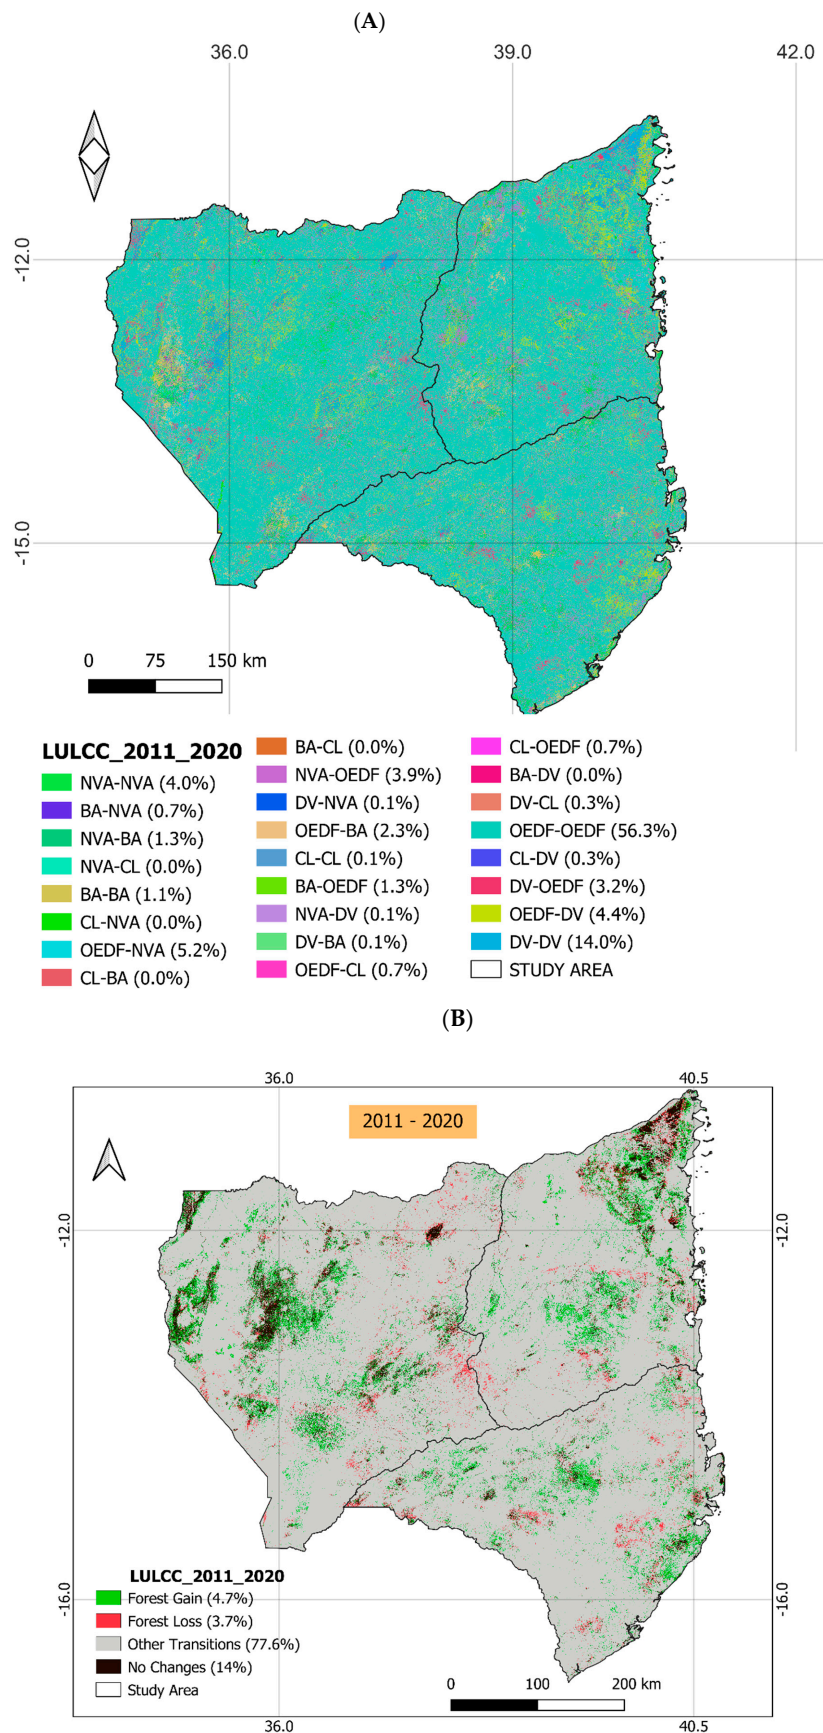 (A)
36.0 39.0 42.0
-12.0
-15.0
0 75 150 km
LULCC_2011_2020
NVA-NVA (4.0%)
BA-NVA (0.7%)
NVA-BA (1.3%)
NVA-CL (0.0%)
BA-BA (1.1%)
CL-NVA (0.0%)
OEDF-NVA (5.2%)
CL-BA (0.0%)
BA-CL (0.0%)
NVA-OEDF (3.9%)
DV-NVA (0.1%)
OEDF-BA (2.3%)
CL-CL (0.1%)
BA-OEDF (1.3%)
NVA-DV (0.1%)
DV-BA (0.1%)
OEDF-CL (0.7%)
CL-OEDF (0.7%)
BA-DV (0.0%)
DV-CL (0.3%)
OEDF-OEDF (56.3%)
CL-DV (0.3%)
DV-OEDF (3.2%)
OEDF-DV (4.4%)
DV-DV (14.0%)
STUDY AREA
(B)
36.0 40.5
2011 - 2020
-12.0 -12.0
-16.0 -16.0
LULCC_2011_2020
Forest Gain (4.7%)
Forest Loss (3.7%)
Other Transitions (77.6%)
No Changes (14%)
Study Area
0 100 200 km
36.0 40.5